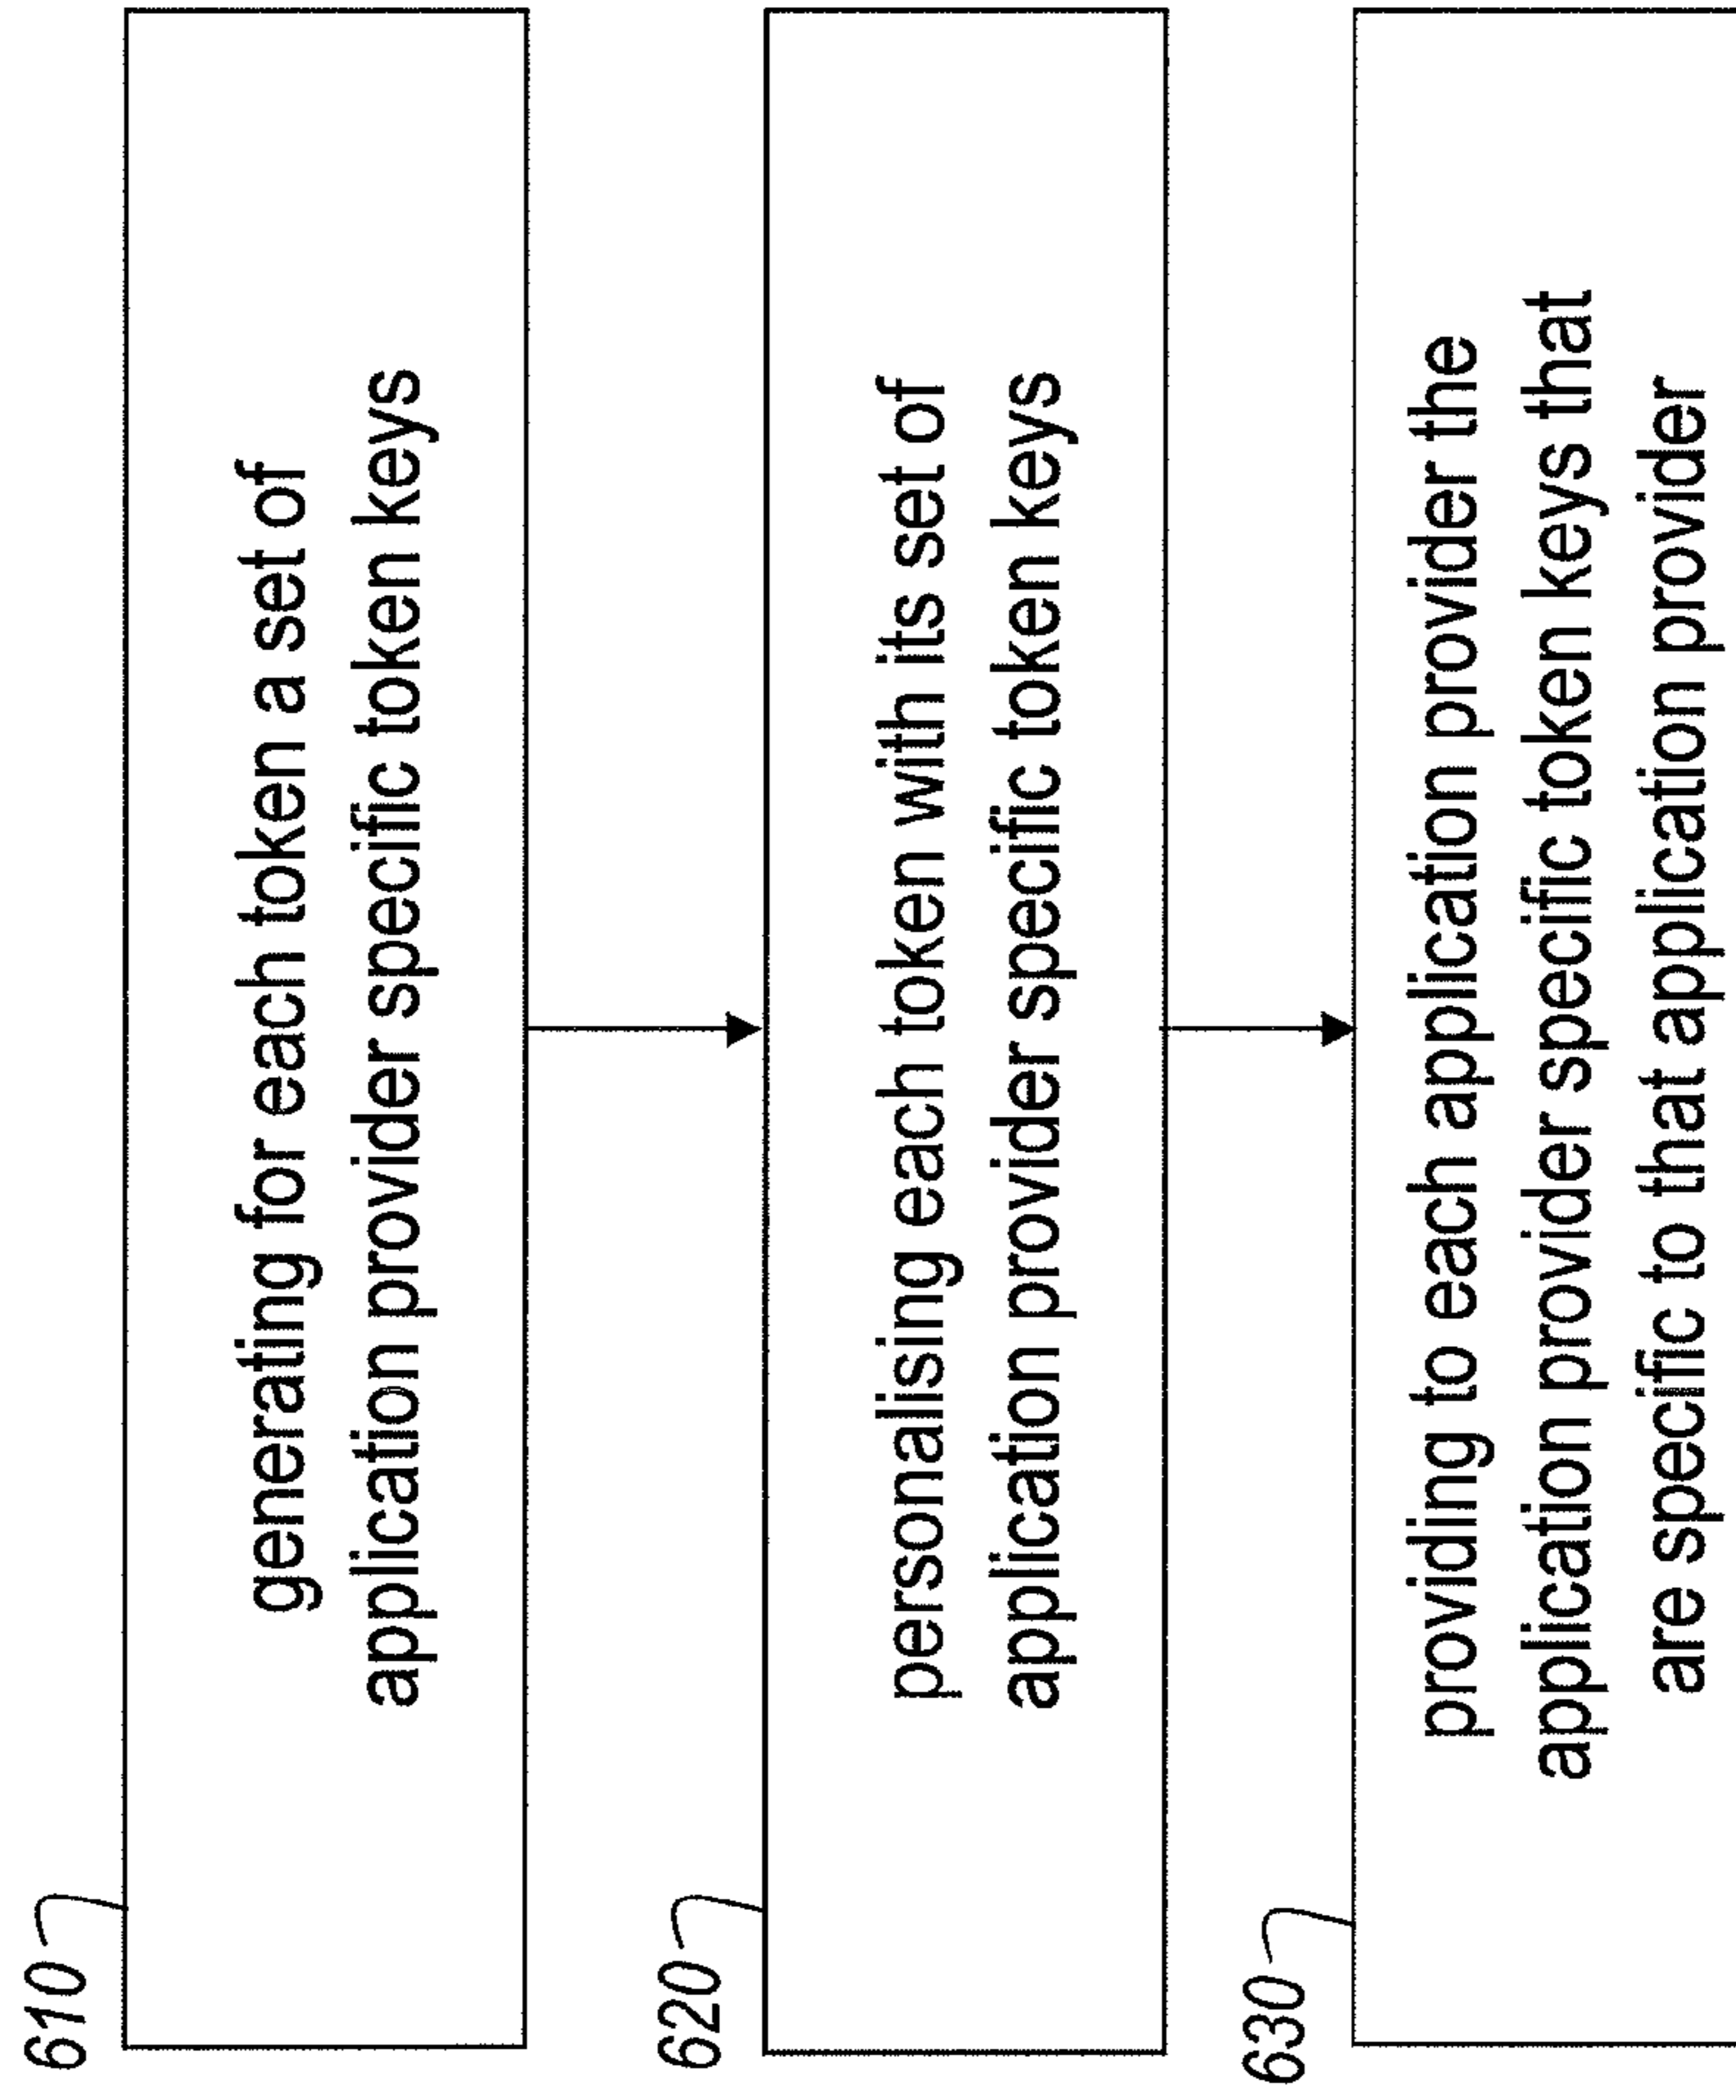 610
generating for each token a set of
application provider specific token keys
620
personalising each token with its set of
application provider specific token keys
630
providing to each application provider the
application provider specific token keys that
are specific to that application provider